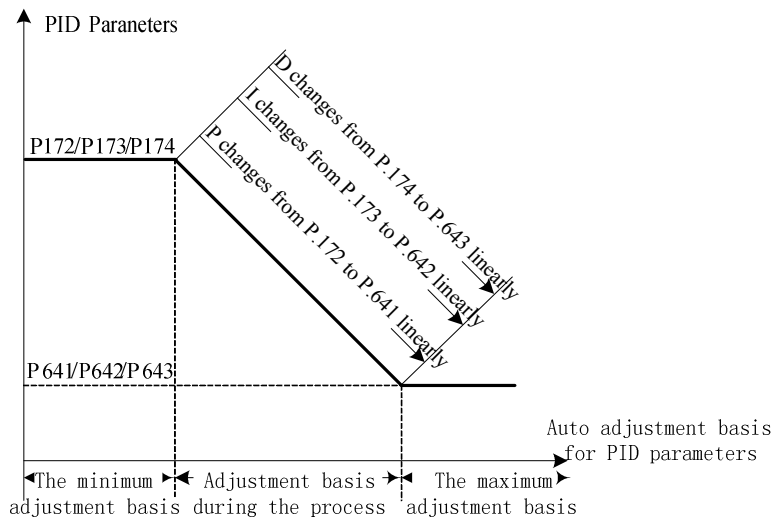 PID Paraneters
D changes from P.174 to P.643 linearly
I changes from P.173 to P.642 linearly
P changes from P.172 to P.641 linearly
P172/P173/P174
P641/P642/P643
Auto adjustment basis
for PID parameters
The minimum
adjustment basis
Adjustment basis
during the process
The maximum
adjustment basis